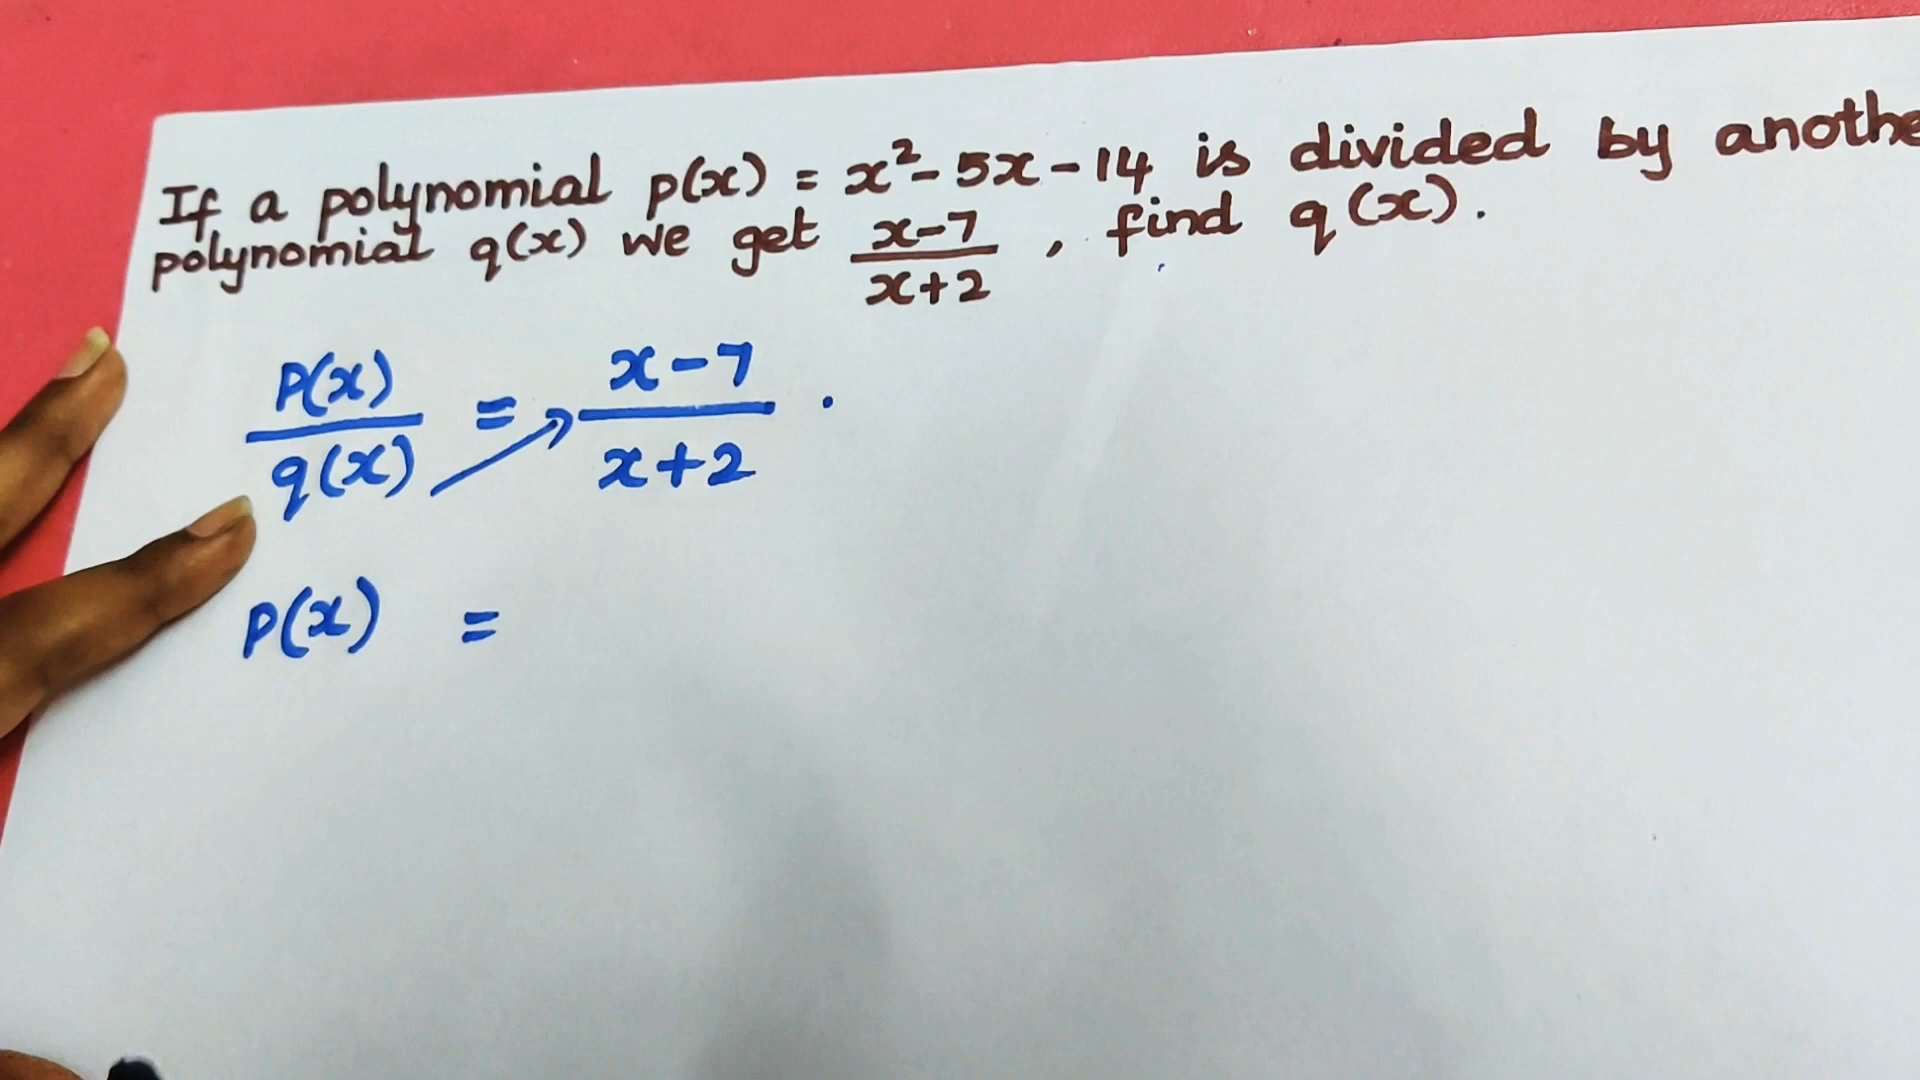 If a polynomial p(x) = x² - 5x - 14 is divided by anothe
polynomial q(x) we get x-7/x+2 , find q(x).
P(x)/q(x) = x-7/x+2 .
P(x) =